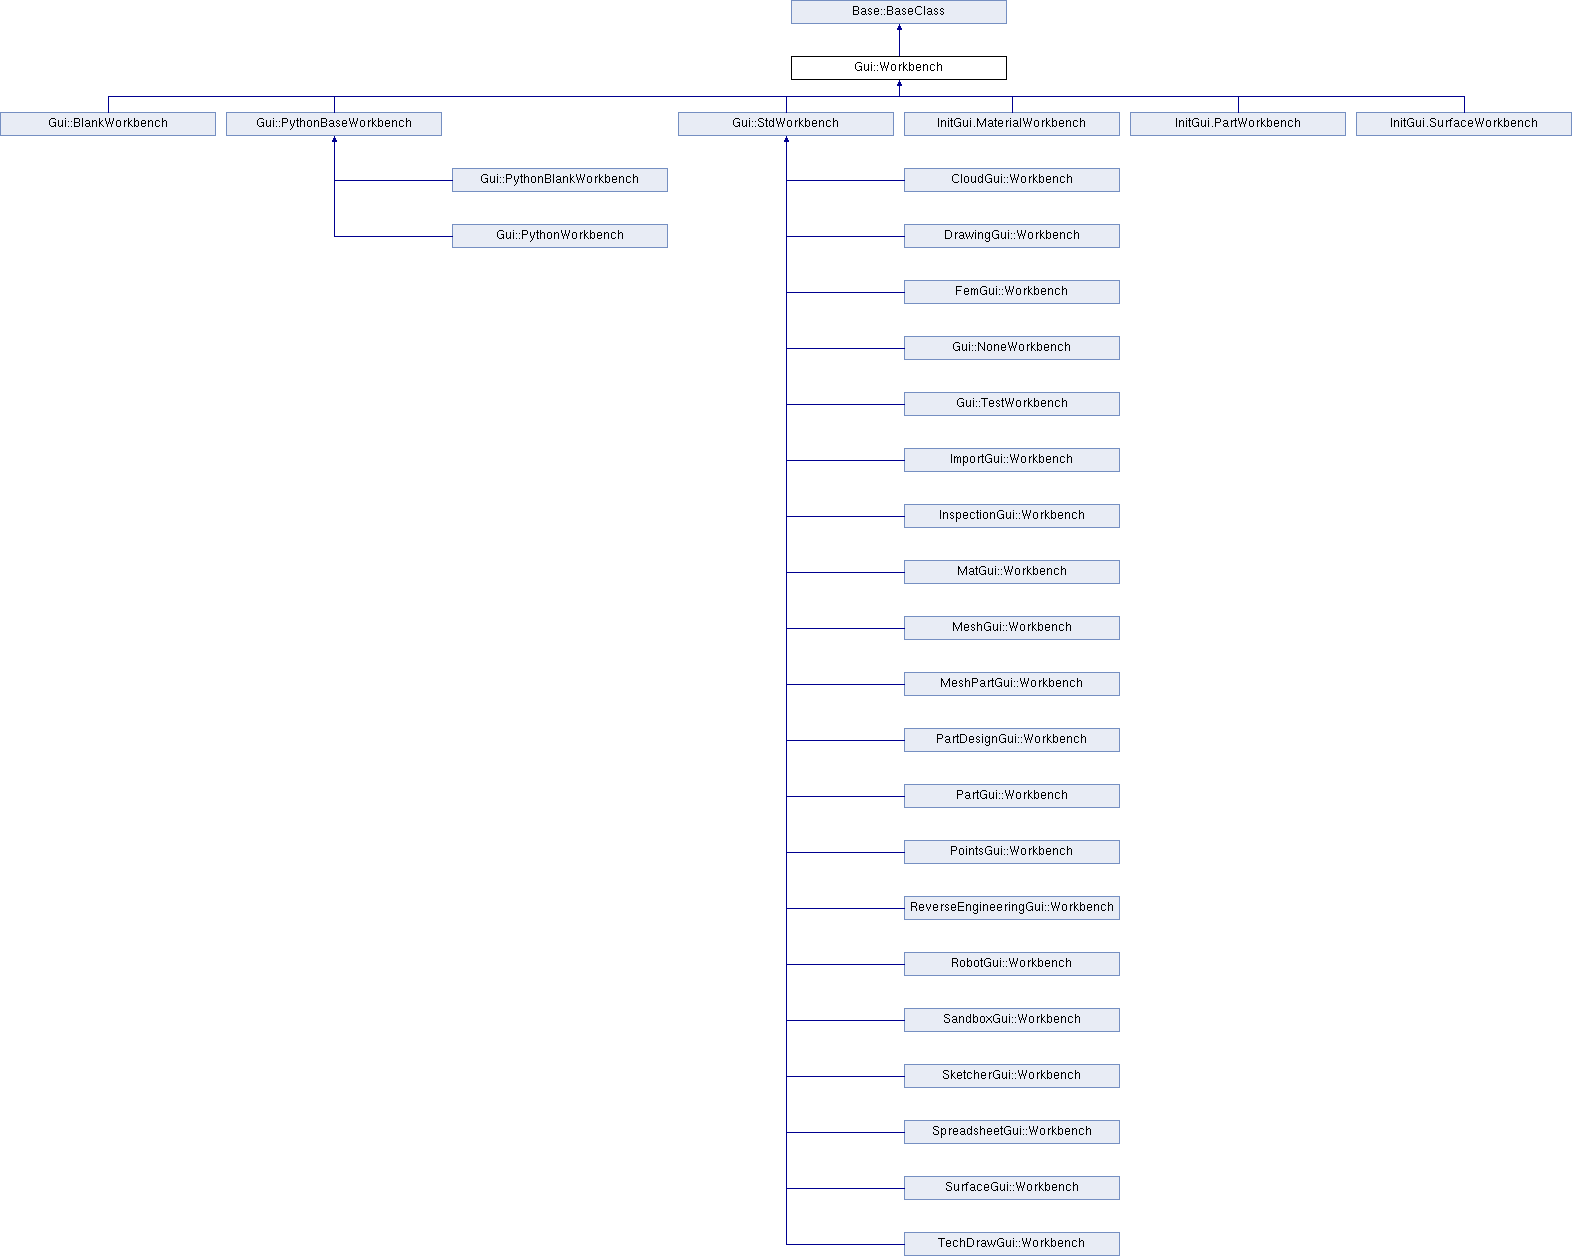 Base::BaseClass
Gui::Workbench
Gui::BlankWorkbench
Gui::PythonBaseWorkbench
Gui::StdWorkbench
InitGui.MaterialWorkbench
InitGui.PartWorkbench
InitGui.SurfaceWorkbench
Gui::PythonBlankWorkbench
CloudGui::Workbench
Gui::PythonWorkbench
DrawingGui::Workbench
FemGui::Workbench
Gui::NoneWorkbench
Gui::TestWorkbench
ImportGui::Workbench
InspectionGui::Workbench
MatGui::Workbench
MeshGui::Workbench
MeshPartGui::Workbench
PartDesignGui::Workbench
PartGui::Workbench
PointsGui::Workbench
ReverseEngineeringGui::Workbench
RobotGui::Workbench
SandboxGui::Workbench
SketcherGui::Workbench
SpreadsheetGui::Workbench
SurfaceGui::Workbench
TechDrawGui::Workbench